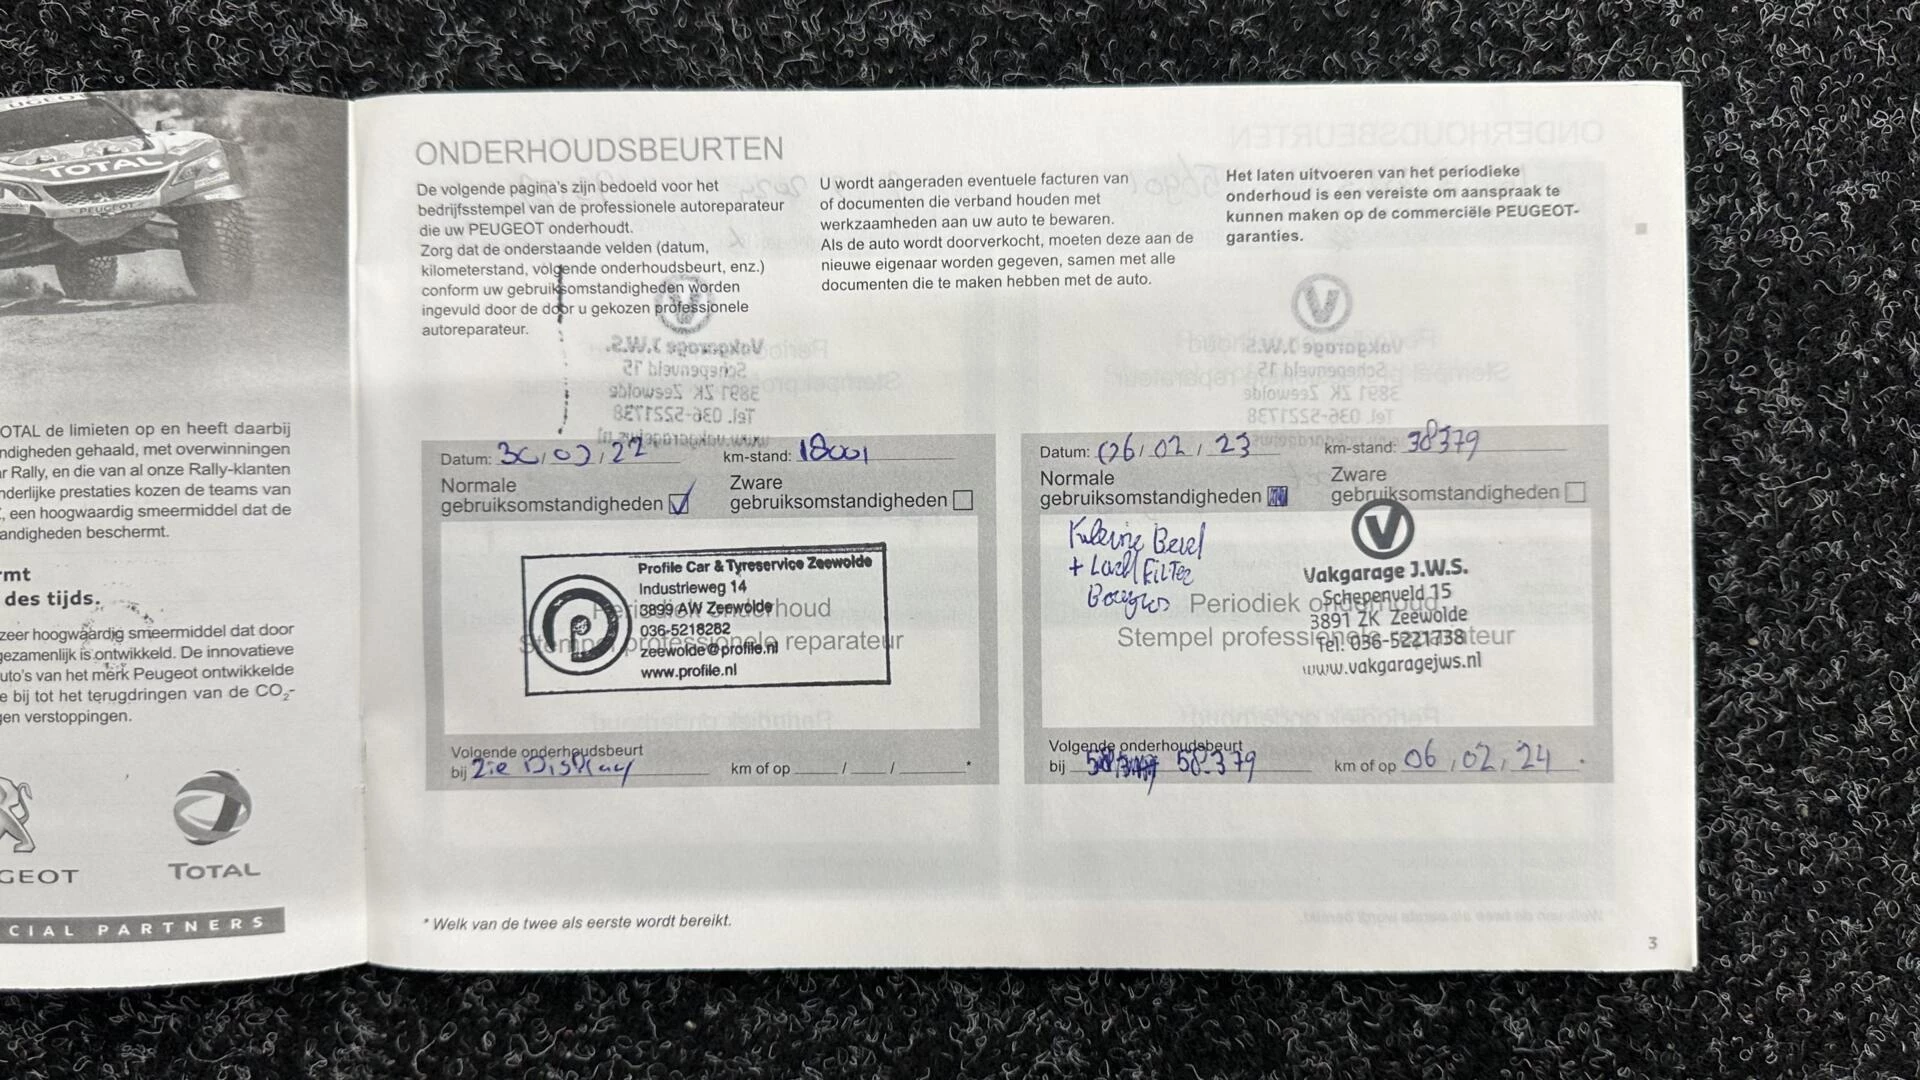 PEUGEOT
TOTAL
PEUGEOT
OTAL de limieten op en heeft daarbij
ndigheden gehaald, met overwinningen
r Rally, en die van al onze Rally-klanten
nderlijke prestaties kozen de teams van
, een hoogwaardig smeermiddel dat de
andigheden beschermt.
rmt
des tijds.
zeer hoogwaardig smeermiddel dat door
gezamenlijk is ontwikkeld. De innovatieve
uto's van het merk Peugeot ontwikkelde
e bij tot het terugdringen van de CO₂-
gen verstoppingen.
GEOT
TOTAL
CIAL PARTNERS
ONDERHOUDSBEURTEN
De volgende pagina's zijn bedoeld voor het
bedrijfsstempel van de professionele autoreparateur
die uw PEUGEOT onderhoudt.
Zorg dat de onderstaande velden (datum,
kilometerstand, volgende onderhoudsbeurt, enz.)
conform uw gebruiksomstandigheden worden
ingevuld door de door u gekozen professionele
autoreparateur.
U wordt aangeraden eventuele facturen van
of documenten die verband houden met
werkzaamheden aan uw auto te bewaren.
Als de auto wordt doorverkocht, moeten deze aan de
nieuwe eigenaar worden gegeven, samen met alle
documenten die te maken hebben met de auto.
Het laten uitvoeren van het periodieke
onderhoud is een vereiste om aanspraak te
kunnen maken op de commerciële PEUGEOT-
garanties.
Datum: 30/03/22 km-stand: 18001
Normale
gebruiksomstandigheden
Zware
gebruiksomstandigheden
Profile Car & Tyreservice Zeewolde
Industrieweg 14
3899 AW Zeewolde
036-5218282
zeewolde@profile.nl
www.profile.nl
Periodiek onderhoud
Stempel professionele reparateur
Volgende onderhoudsbeurt
bij Zie Display km of op / / *
Datum: 06/02/23 km-stand: 38379
Normale
gebruiksomstandigheden
Zware
gebruiksomstandigheden
Kleine
+ Filter
Bougies
V
Vakgarage J.W.S.
Schepenveld 15
3891 ZK Zeewolde
Tel. 036-5221738
www.vakgaragejws.nl
Periodiek onderhoud
Stempel professionele reparateur
Volgende onderhoudsbeurt
bij 58379 km of op 06/02/24
* Welk van de twee als eerste wordt bereikt.
3